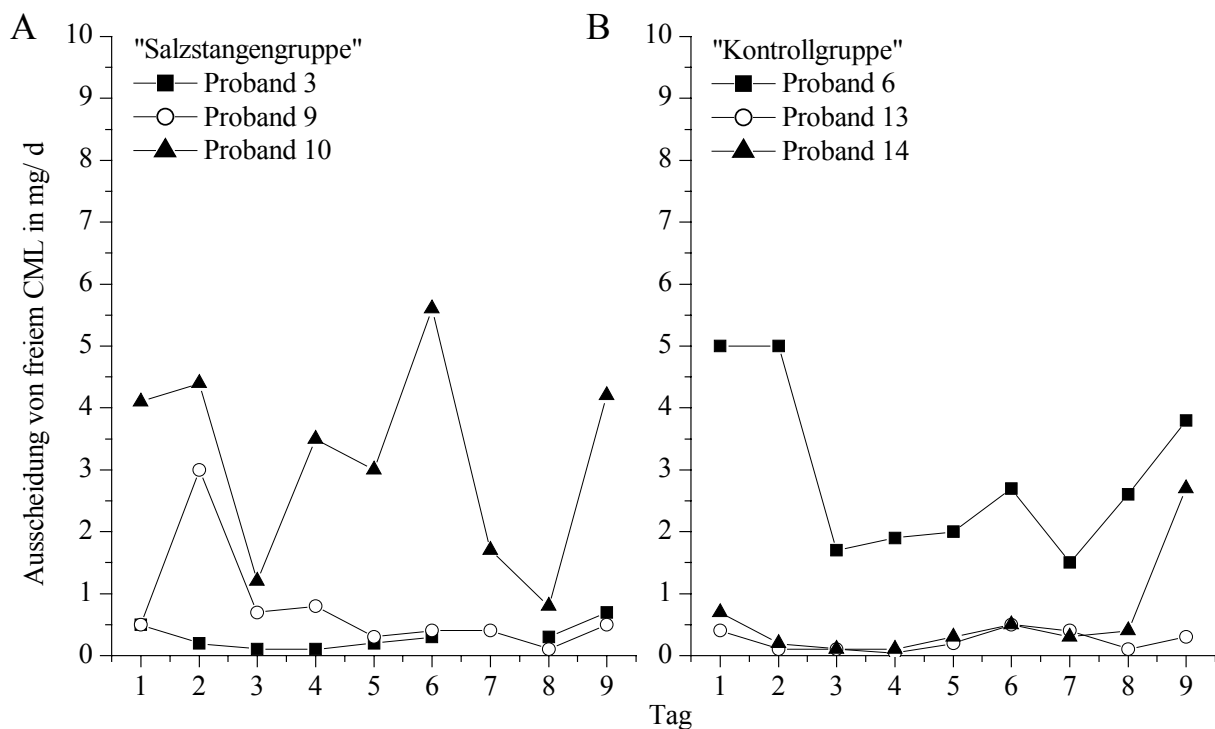 A
"Salzstangengruppe"
Proband 3
Proband 9
Proband 10
10
9
8
7
6
5
4
3
2
1
0
1 2 3 4 5 6 7 8 9
Ausscheidung von freiem CML in mg/ d
B
"Kontrollgruppe"
Proband 6
Proband 13
Proband 14
10
9
8
7
6
5
4
3
2
1
0
1 2 3 4 5 6 7 8 9
Tag